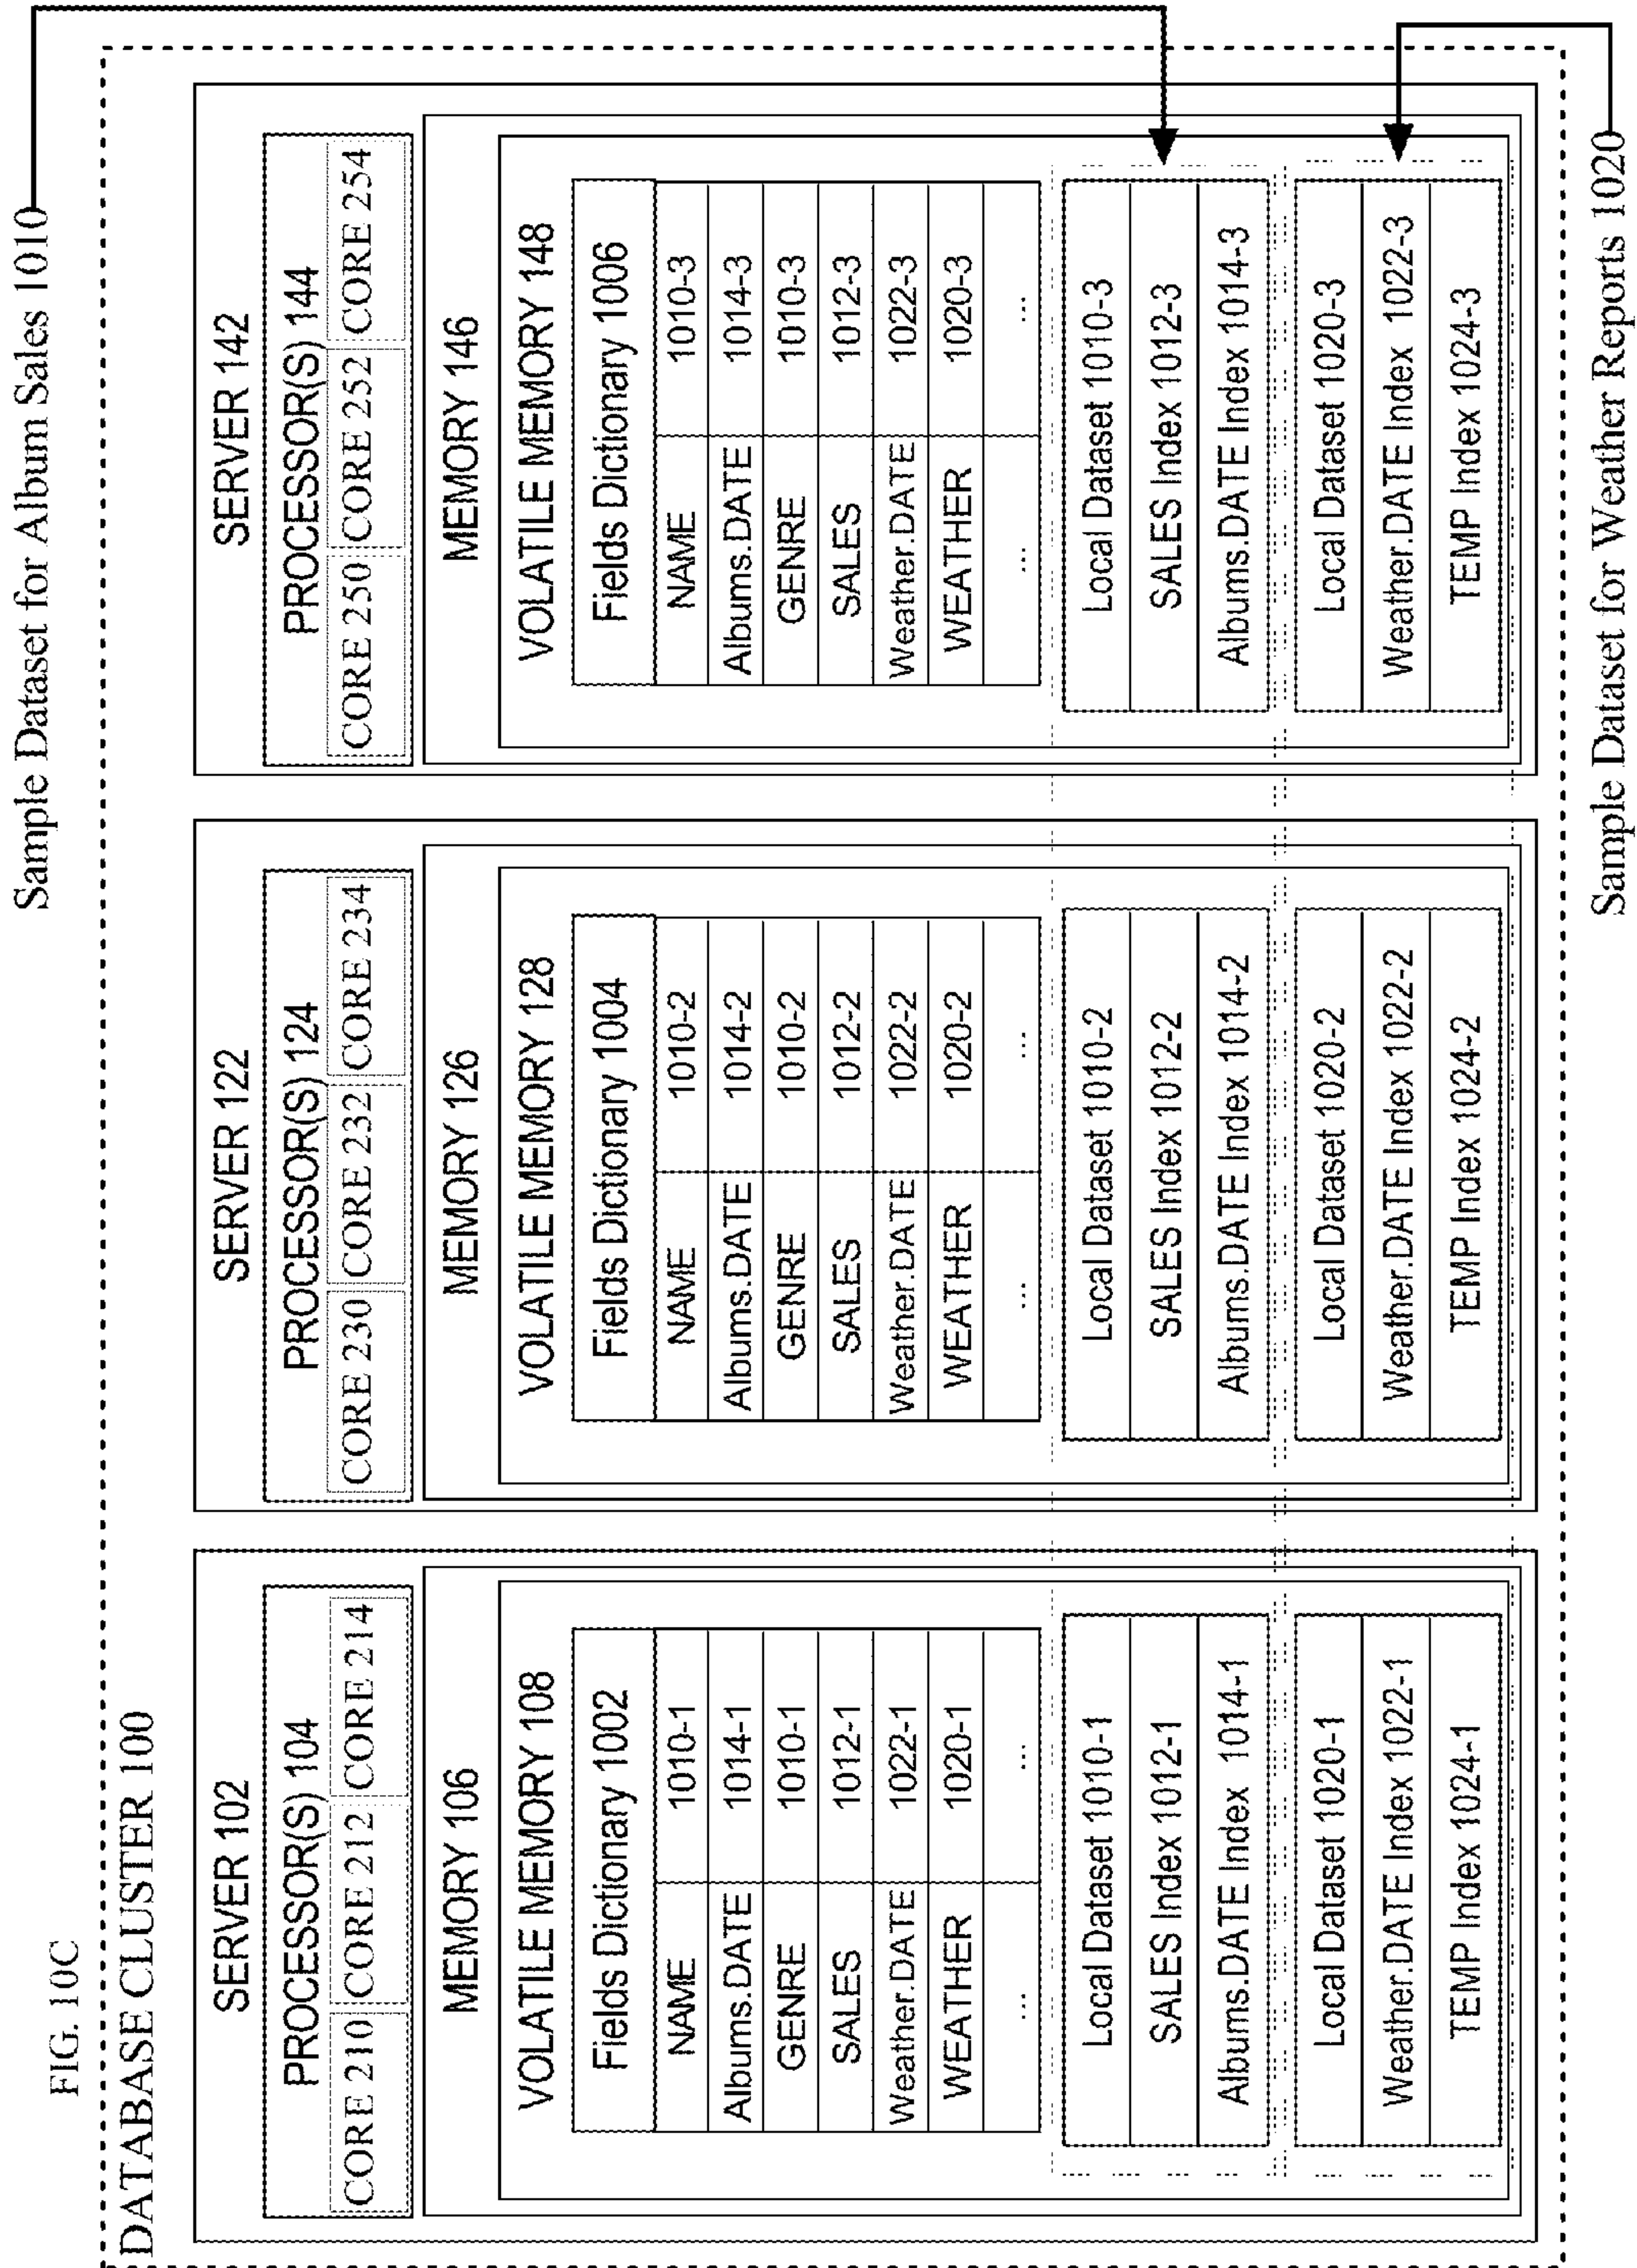 FIG. 10C
Sample Dataset for Album Sales 1010
DATABASE CLUSTER 100
SERVER 102
PROCESSOR(S) 104
CORE 210 CORE 212 CORE 214
MEMORY 106
VOLATILE MEMORY 108
Fields Dictionary 1002
NAME 1010-1
Albums.DATE 1014-1
GENRE 1010-1
SALES 1012-1
Weather.DATE 1022-1
WEATHER 1020-1
... ...
Local Dataset 1010-1
SALES Index 1012-1
Albums.DATE Index 1014-1
Local Dataset 1020-1
Weather.DATE Index 1022-1
TEMP Index 1024-1
SERVER 122
PROCESSOR(S) 124
CORE 230 CORE 232 CORE 234
MEMORY 126
VOLATILE MEMORY 128
Fields Dictionary 1004
NAME 1010-2
Albums.DATE 1014-2
GENRE 1010-2
SALES 1012-2
Weather.DATE 1022-2
WEATHER 1020-2
... ...
Local Dataset 1010-2
SALES Index 1012-2
Albums.DATE Index 1014-2
Local Dataset 1020-2
Weather.DATE Index 1022-2
TEMP Index 1024-2
SERVER 142
PROCESSOR(S) 144
CORE 250 CORE 252 CORE 254
MEMORY 146
VOLATILE MEMORY 148
Fields Dictionary 1006
NAME 1010-3
Albums.DATE 1014-3
GENRE 1010-3
SALES 1012-3
Weather.DATE 1022-3
WEATHER 1020-3
... ...
Local Dataset 1010-3
SALES Index 1012-3
Albums.DATE Index 1014-3
Local Dataset 1020-3
Weather.DATE Index 1022-3
TEMP Index 1024-3
Sample Dataset for Weather Reports 1020